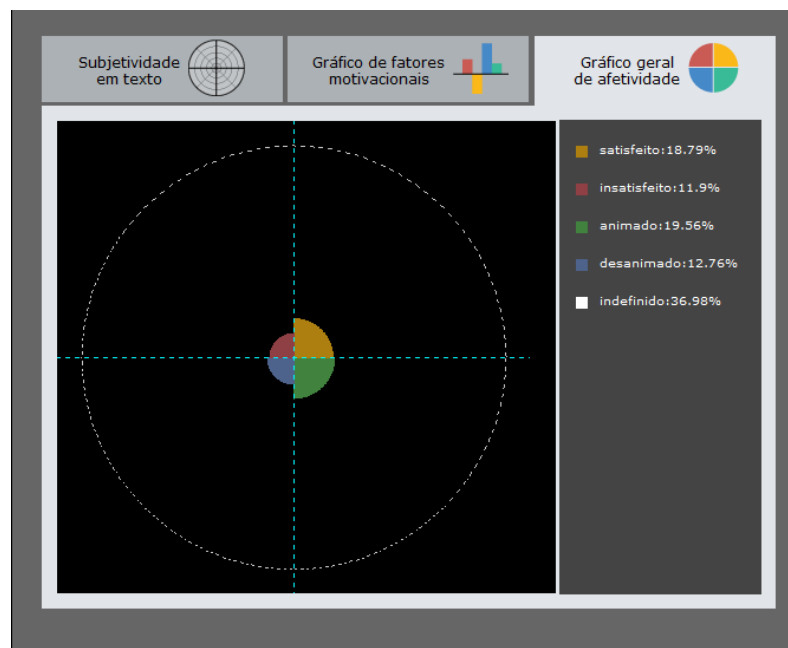 Subjetividade
em texto
Gráfico de fatores
motivacionais
Gráfico geral
de afetividade
satisfeito:18.79%
insatisfeito:11.9%
animado:19.56%
desanimado:12.76%
indefinido:36.98%